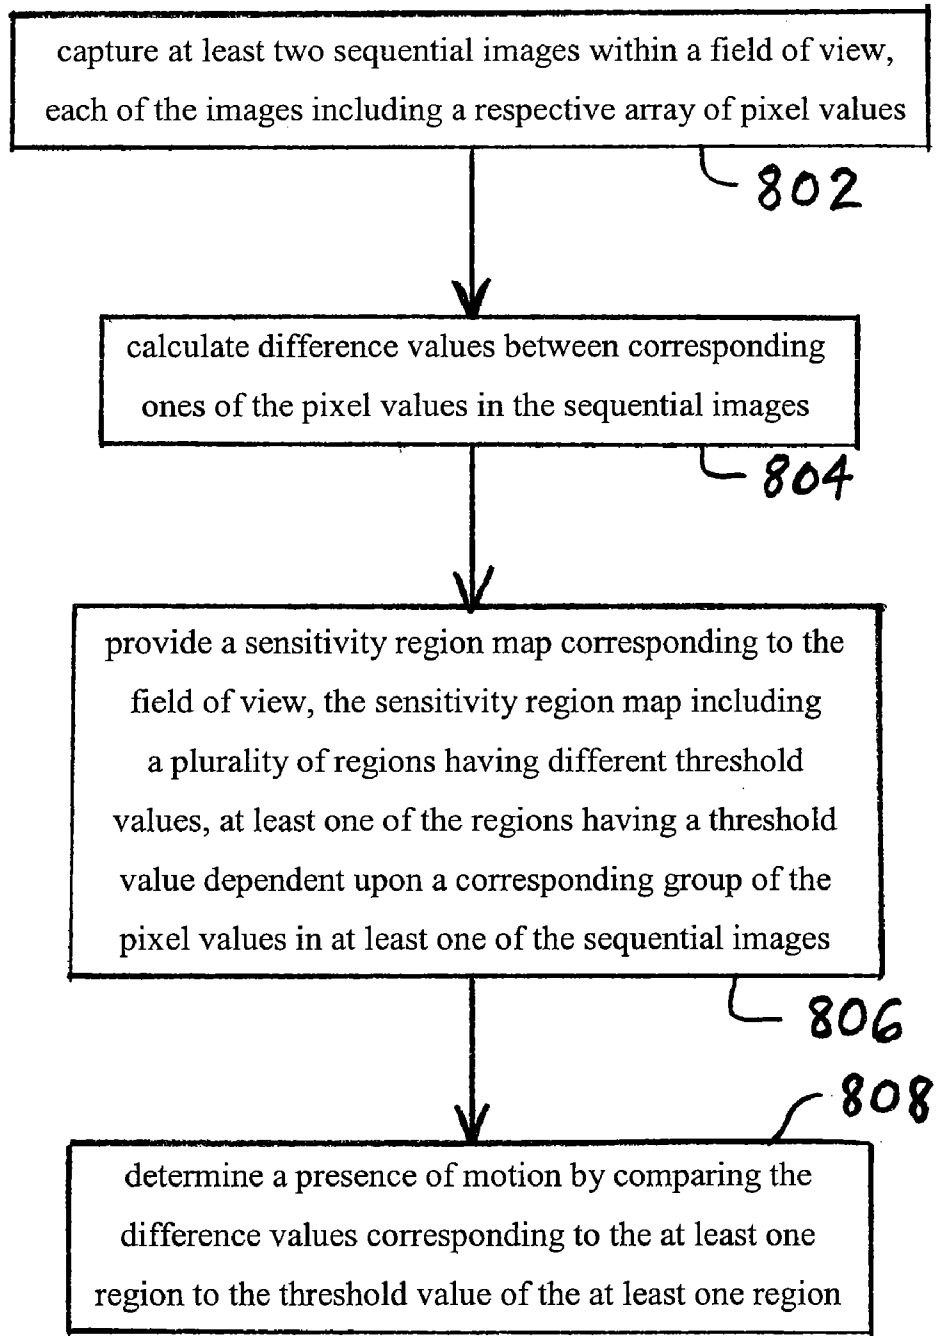 capture at least two sequential images within a field of view,
each of the images including a respective array of pixel values
802
calculate difference values between corresponding
ones of the pixel values in the sequential images
804
provide a sensitivity region map corresponding to the
field of view, the sensitivity region map including
a plurality of regions having different threshold
values, at least one of the regions having a threshold
value dependent upon a corresponding group of the
pixel values in at least one of the sequential images
806
808
determine a presence of motion by comparing the
difference values corresponding to the at least one
region to the threshold value of the at least one region